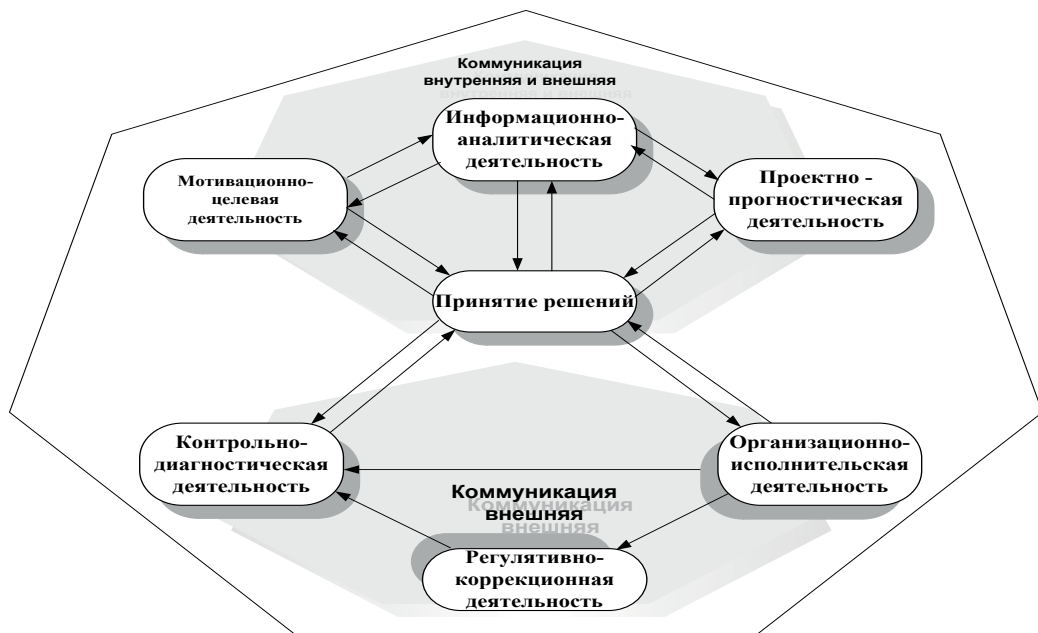 Коммуникация
внутренняя и внешняя
Информационно-
аналитическая
деятельность
Мотивационно-
целевая
деятельность
Проектно -
прогностическая
деятельность
Принятие решений
Контрольно-
диагностическая
деятельность
Организационно-
исполнительская
деятельность
Коммуникация
внешняя
Регулятивно-
коррекционная
деятельность